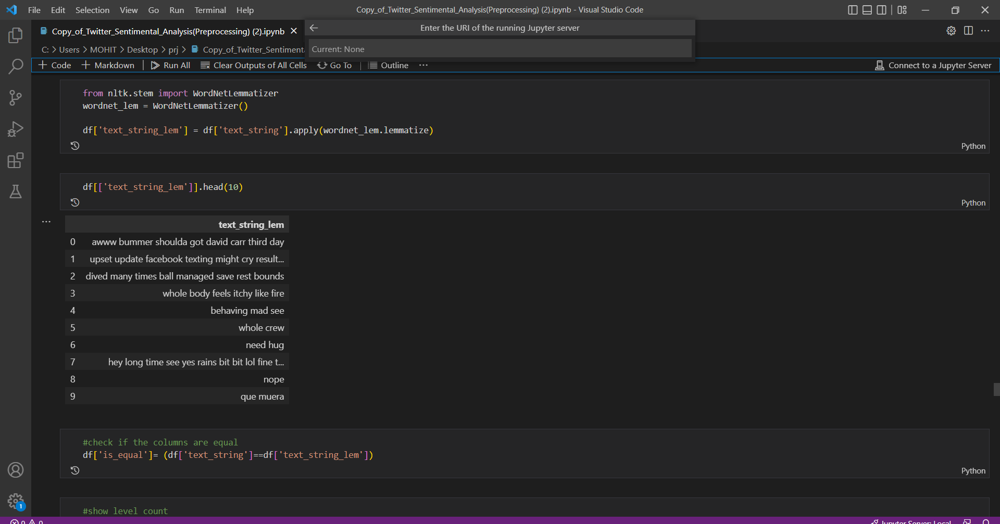 File Edit Selection View Go Run Terminal Help
Copy_of_Twitter_Sentimental_Analysis(Preprocessing) (2).ipynb - Visual Studio Code
Copy_of_Twitter_Sentimental_Analysis(Preprocessing) (2).ipynb
Enter the URI of the running Jupyter server
C: > Users > MOHIT > Desktop > prj > Copy_of_Twitter_Sentimenta
Current: None
+ Code + Markdown Run All Clear Outputs of All Cells Go To Outline ... Connect to a Jupyter Server
from nltk.stem import WordNetLemmatizer
wordnet_lem = WordNetLemmatizer()
df['text_string_lem'] = df['text_string'].apply(wordnet_lem.lemmatize)
Python
df[['text_string_lem']].head(10)
Python
...
text_string_lem
0 awww bummer shoulda got david carr third day
1 upset update facebook texting might cry result...
2 dived many times ball managed save rest bounds
3 whole body feels itchy like fire
4 behaving mad see
5 whole crew
6 need hug
7 hey long time see yes rains bit bit lol fine t...
8 nope
9 que muera
#check if the columns are equal
df['is_equal']= (df['text_string']==df['text_string_lem'])
Python
#show level count
1
0 0
Jupyter Server: Local